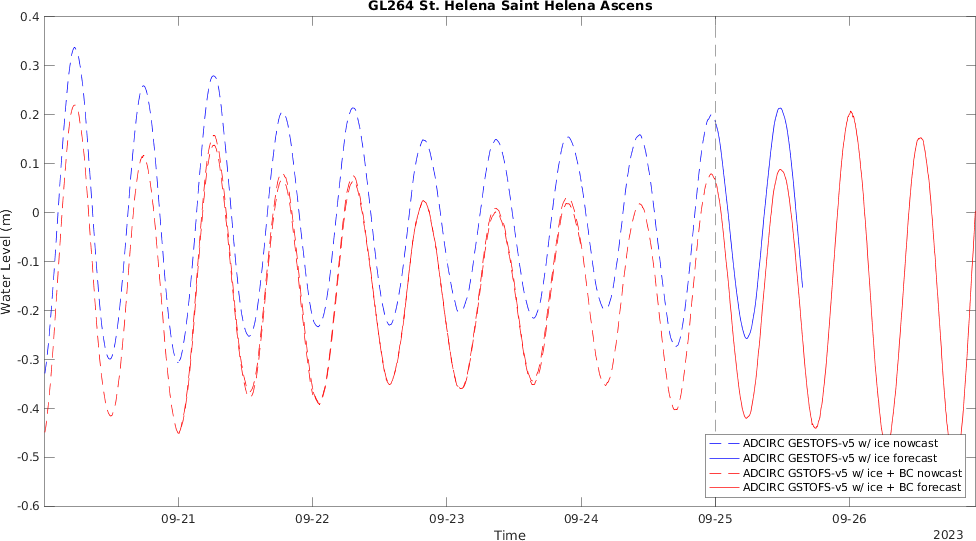 GL264 St. Helena Saint Helena Ascens
0.4
0.3
0.2
0.1
0
-0.1
-0.2
-0.3
-0.4
-0.5
-0.6
Water Level (m)
ADCIRC GESTOFS-v5 w/ ice nowcast
ADCIRC GESTOFS-v5 w/ ice forecast
ADCIRC GSTOFS-v5 w/ ice + BC nowcast
ADCIRC GSTOFS-v5 w/ ice + BC forecast
09-21 09-22 09-23 09-24 09-25 09-26
Time
2023